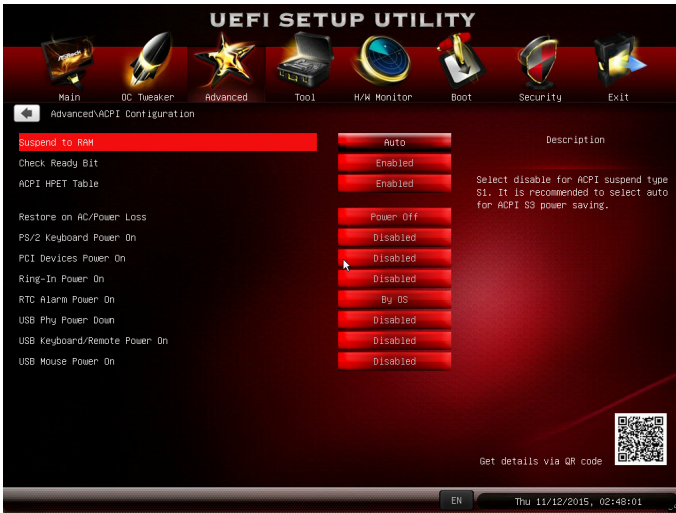 UEFI SETUP UTILITY
ASRock
Main OC Tweaker Advanced Tool H/W Monitor Boot Security Exit
Advanced\ACPI Configuration
Suspend to RAM Auto
Description
Check Ready Bit Enabled
ACPI HPET Table Enabled
Select disable for ACPI suspend type
S1. It is recommended to select auto
for ACPI S3 power saving.
Restore on AC/Power Loss Power Off
PS/2 Keyboard Power On Disabled
PCI Devices Power On Disabled
Ring-In Power On Disabled
RTC Alarm Power On By OS
USB Phy Power Down Disabled
USB Keyboard/Remote Power On Disabled
USB Mouse Power On Disabled
Get details via QR code
EN Thu 11/12/2015, 02:48:01